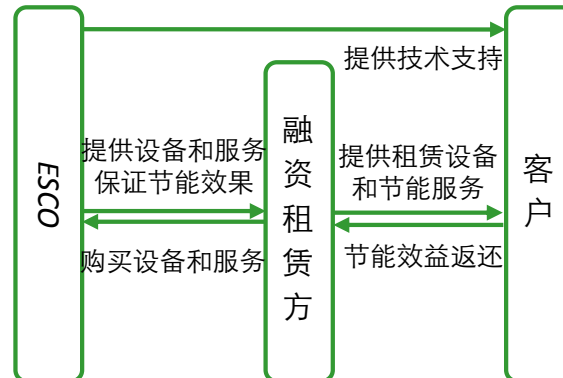 提供技术支持
ESCO
提供设备和服务
保证节能效果
购买设备和服务
融资租赁方
提供租赁设备
和节能服务
节能效益返还
客户